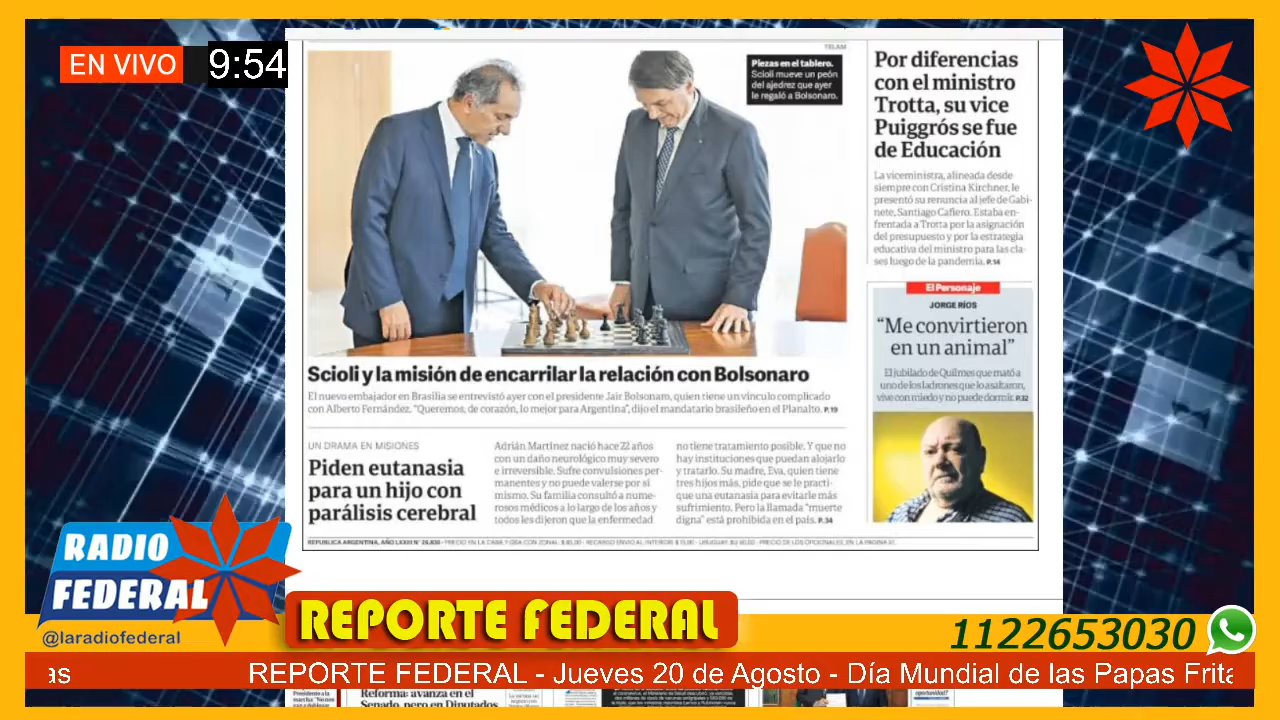 EN VIVO
9:54
TELAM
Piezas en el tablero.
Scioli mueve un peón
del ajedrez que ayer
le regaló a Bolsonaro.
Por diferencias
con el ministro
Trotta, su vice
Puiggrós se fue
de Educación
La viceministra, alineada desde
siempre con Cristina Kirchner, le
presentó su renuncia al jefe de Gabi-
nete, Santiago Cafiero. Estaba en-
frentada a Trotta por la asignación
del presupuesto y por la estrategia
educativa del ministro para las cla-
ses luego de la pandemia. P.14
El Personaje
JORGE RÍOS
“Me convirtieron
en un animal”
El jubilado de Quilmes que mató a
uno de los ladrones que lo asaltaron,
vive con miedo y no puede dormir. P.32
Scioli y la misión de encarrilar la relación con Bolsonaro
El nuevo embajador en Brasilia se entrevistó ayer con el presidente Jair Bolsonaro, quien tiene un vínculo complicado
con Alberto Fernández. “Queremos, de corazón, lo mejor para Argentina”, dijo el mandatario brasileño en el Planalto. P.19
UN DRAMA EN MISIONES
Piden eutanasia
para un hijo con
parálisis cerebral
Adrián Martínez nació hace 22 años
con un daño neurológico muy severo
e irreversible. Sufre convulsiones per-
manentes y no puede valerse por sí
mismo. Su familia consultó a nume-
rosos médicos a lo largo de los años y
todos les dijeron que la enfermedad
no tiene tratamiento posible. Y que no
hay instituciones que puedan alojarlo
y tratarlo. Su madre, Eva, quien tiene
tres hijos más, pide que se le practi-
que una eutanasia para evitarle más
sufrimiento. Pero la llamada “muerte
digna” está prohibida en el país. P.34
RADIO
FEDERAL
@laradiofederal
REPORTE FEDERAL
1122653030
as REPORTE FEDERAL - Jueves 20 de Agosto - Día Mundial de las Papas Frita
Reforma: avanza en el
Senado, pero en Diputados